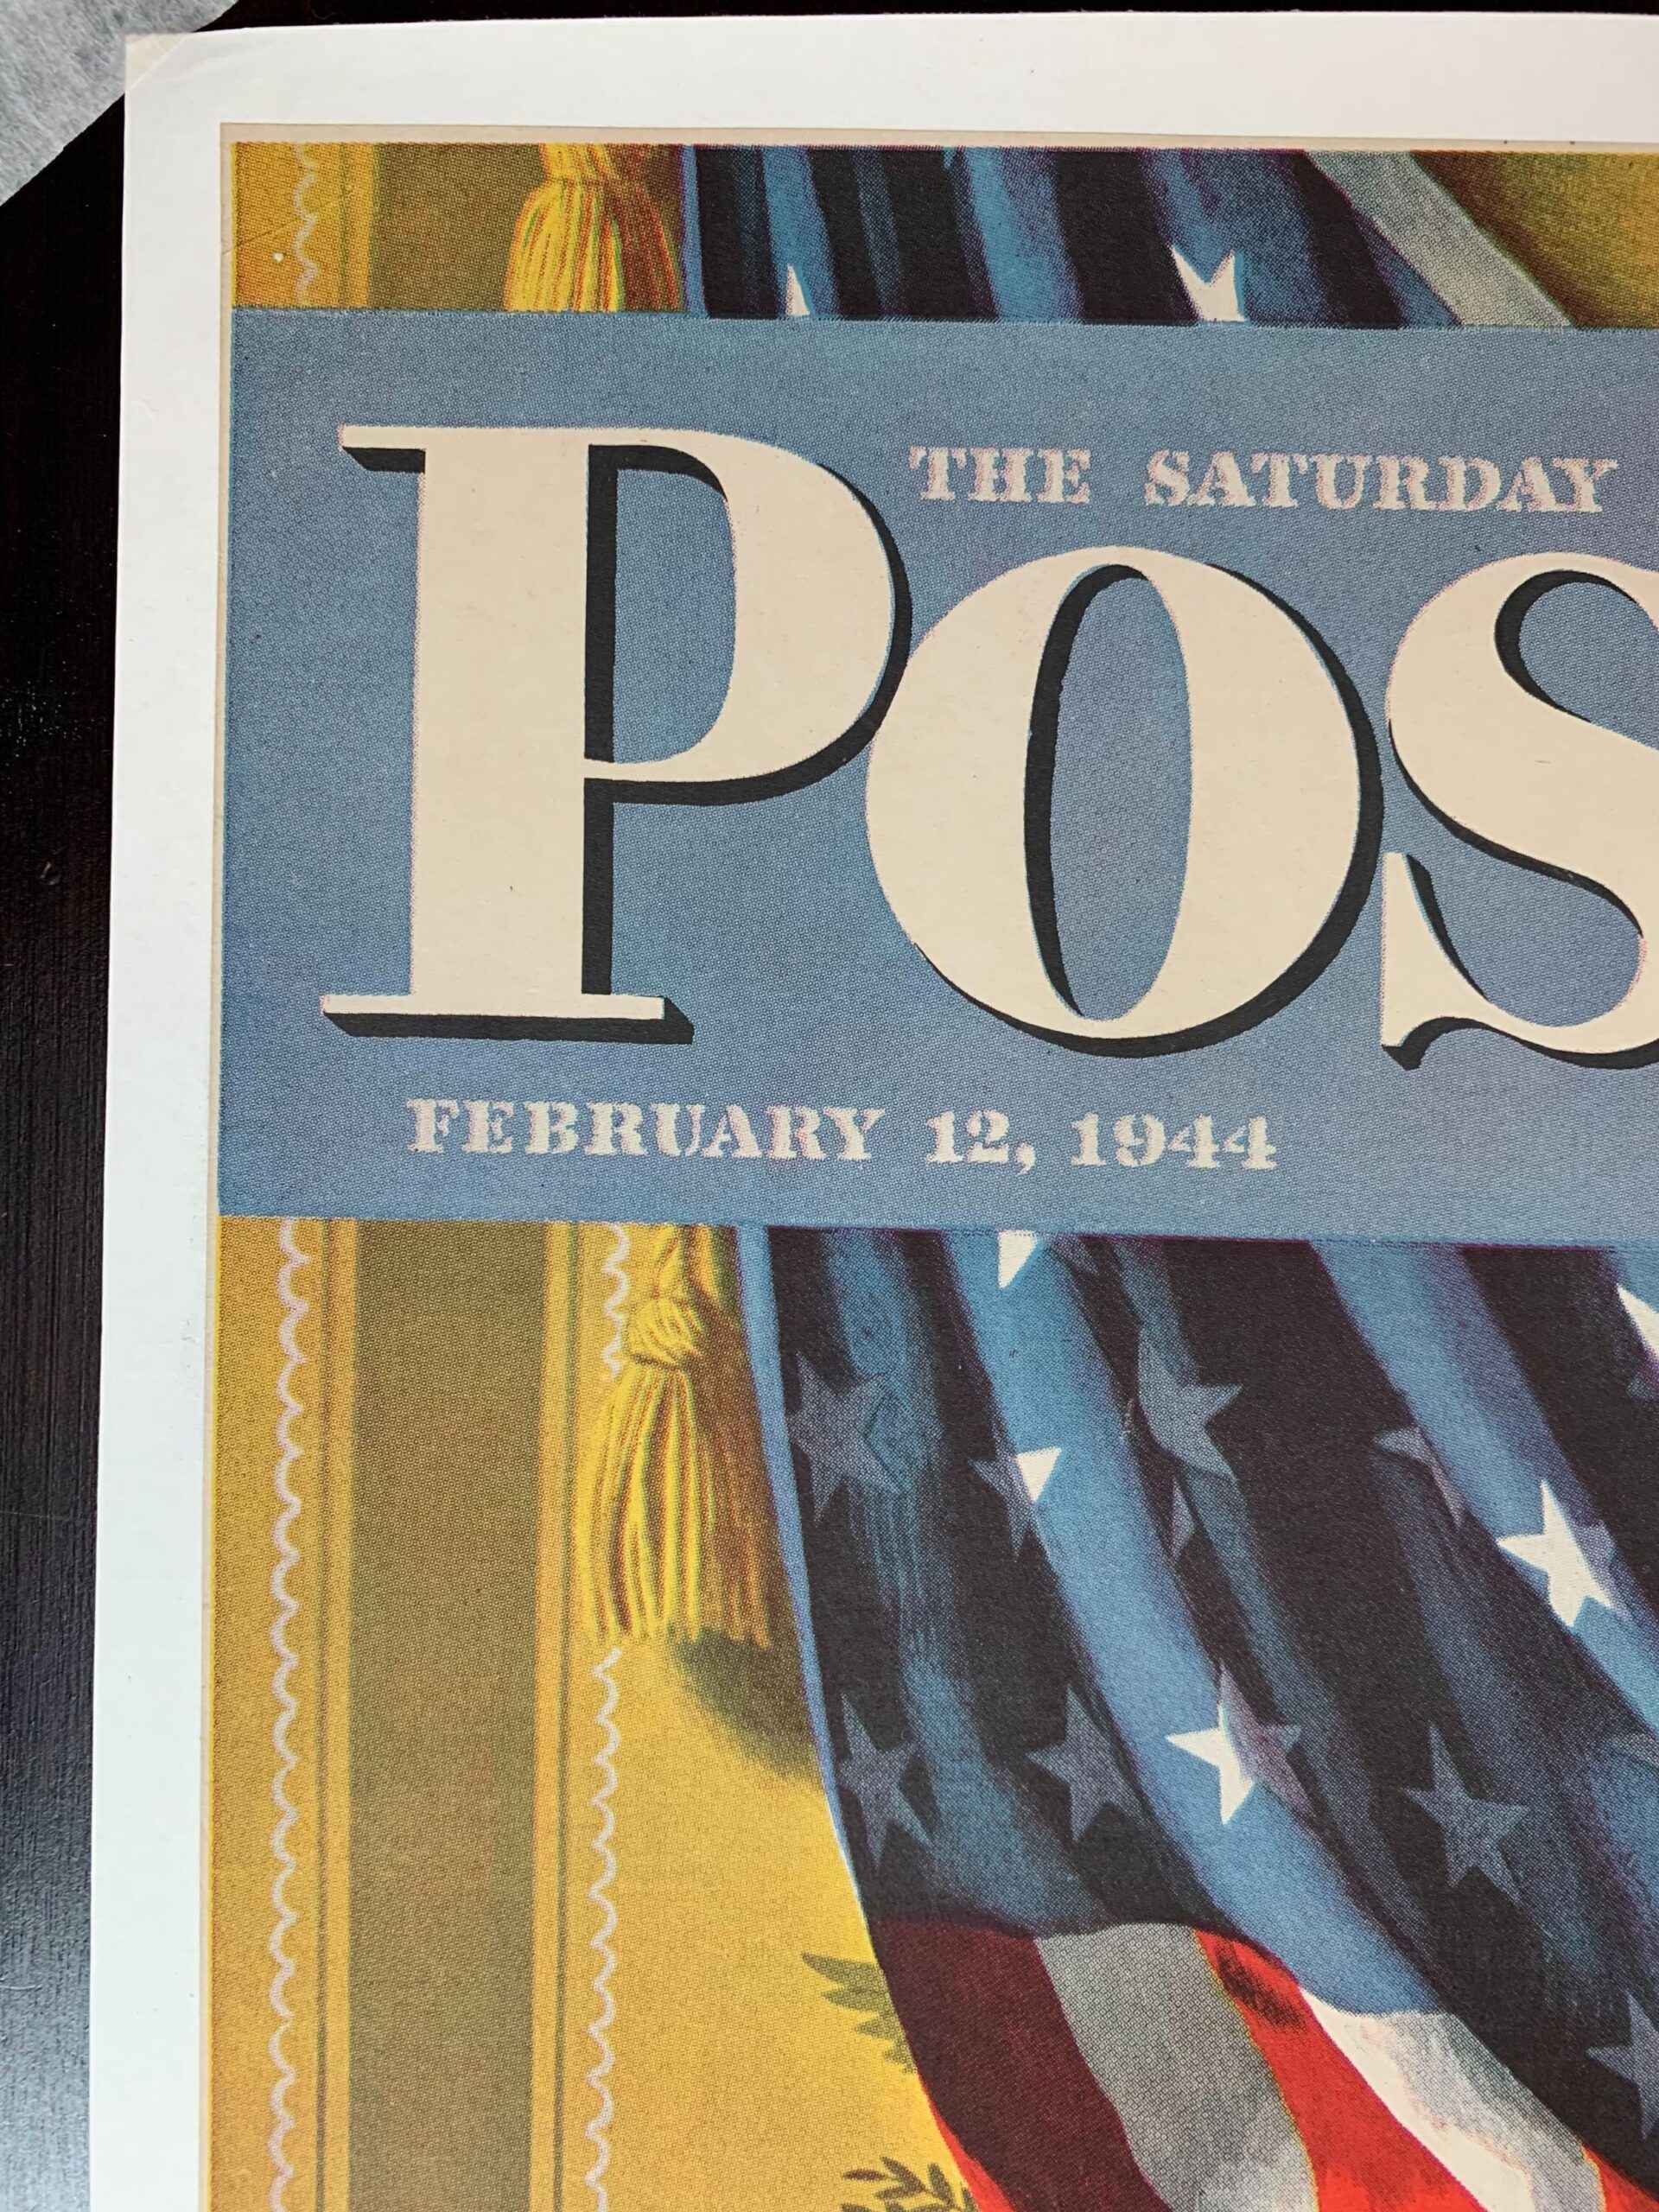 THE SATURDAY
POS
FEBRUARY 12, 1944